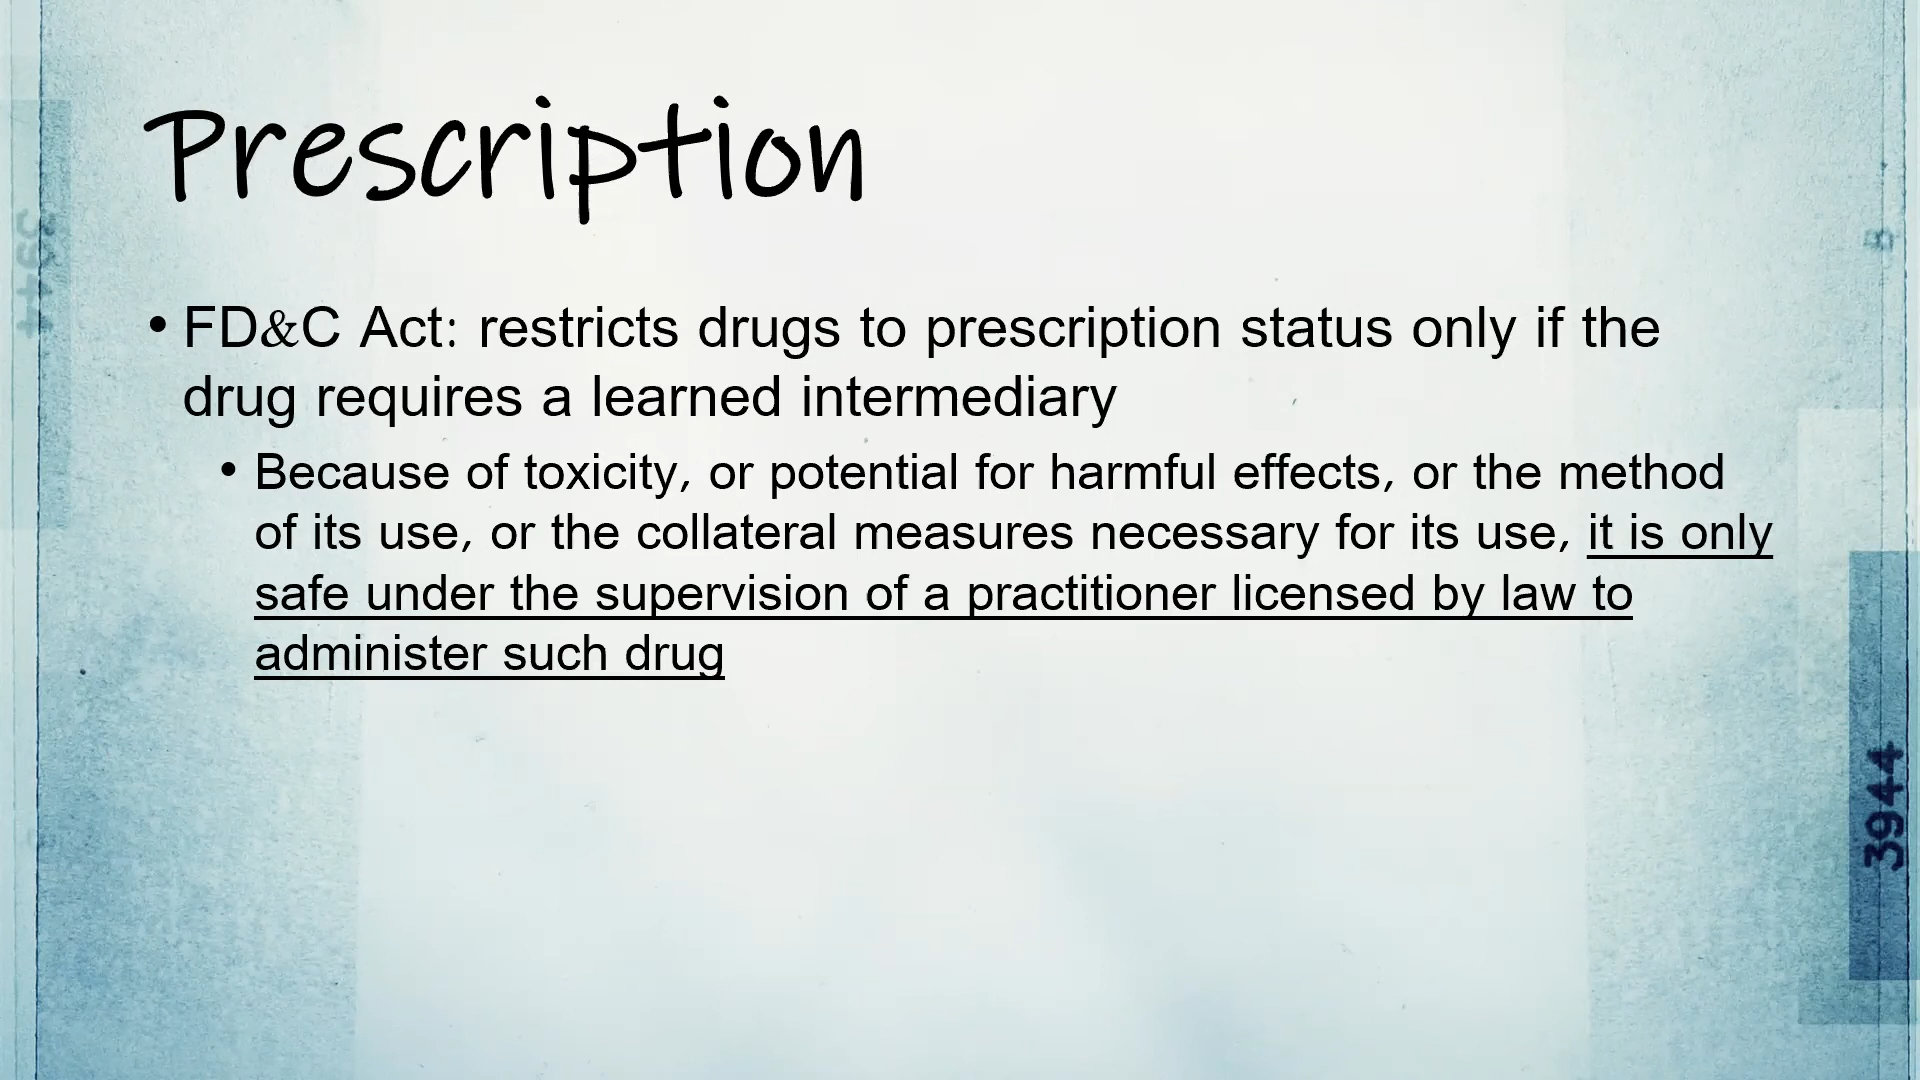 Prescription
• FD&C Act: restricts drugs to prescription status only if the
drug requires a learned intermediary
• Because of toxicity, or potential for harmful effects, or the method
of its use, or the collateral measures necessary for its use, it is only
safe under the supervision of a practitioner licensed by law to
administer such drug
3944
3944